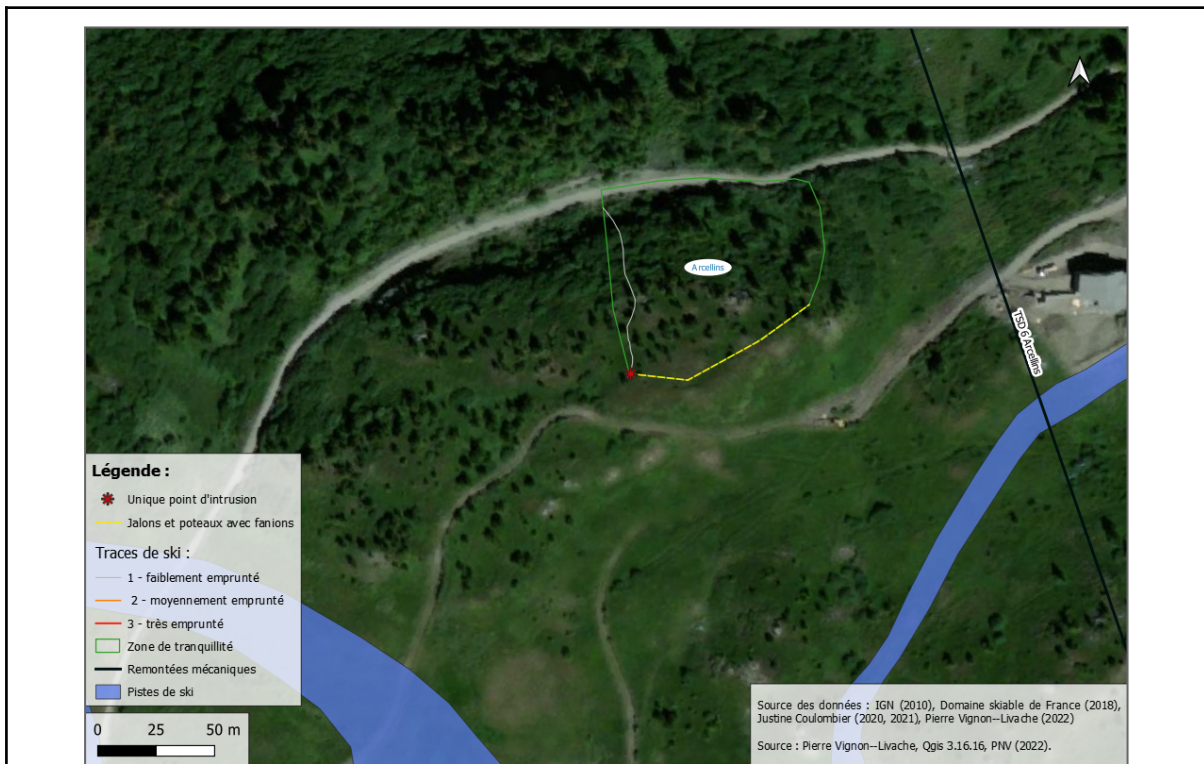 Arcellins
TSD 6 Arcellins
Légende :
Unique point d'intrusion
Jalons et poteaux avec fanions
Traces de ski :
1 - faiblement emprunté
2 - moyennement emprunté
3 - très emprunté
Zone de tranquillité
Remontées mécaniques
Pistes de ski
0 25 50 m
Source des données : IGN (2010), Domaine skiable de France (2018),
Justine Coulombier (2020, 2021), Pierre Vignon--Livache (2022)
Source : Pierre Vignon--Livache, Qgis 3.16.16, PNV (2022).